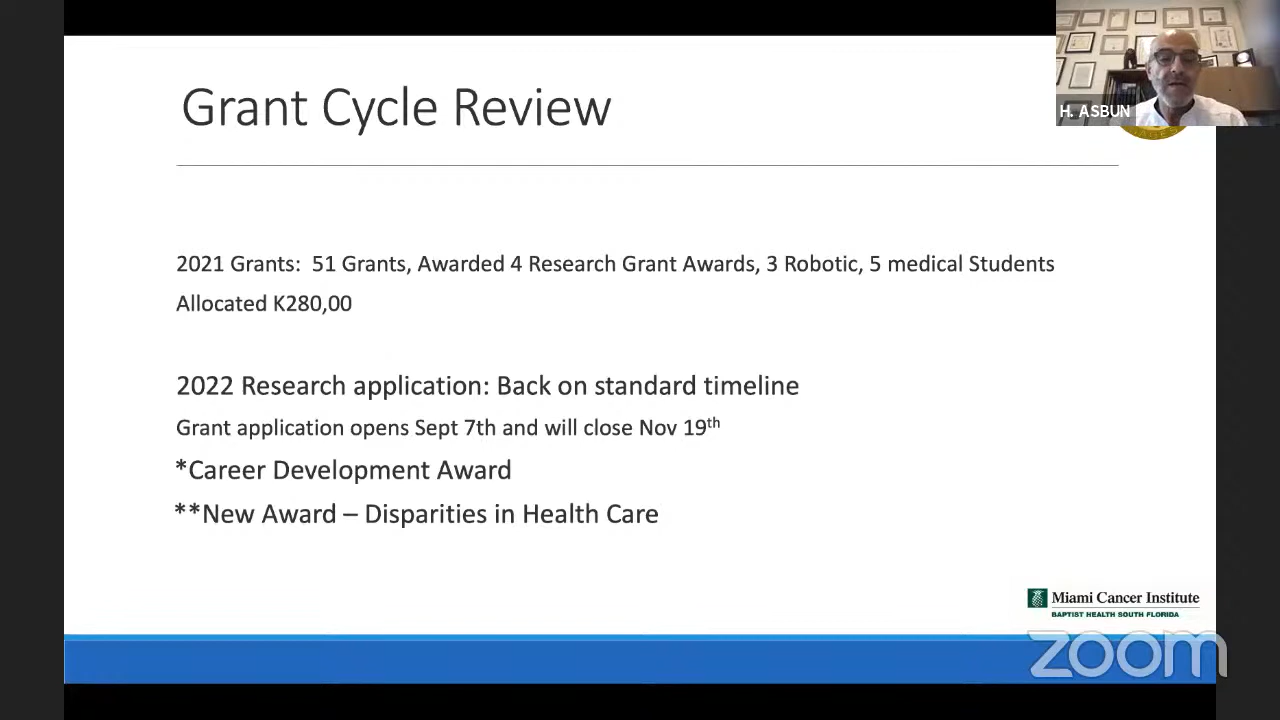 Grant Cycle Review
H. ASBUN
SAGES
2021 Grants: 51 Grants, Awarded 4 Research Grant Awards, 3 Robotic, 5 medical Students
Allocated K280,00
2022 Research application: Back on standard timeline
Grant application opens Sept 7th and will close Nov 19th
*Career Development Award
**New Award – Disparities in Health Care
Miami Cancer Institute
BAPTIST HEALTH SOUTH FLORIDA
zoom